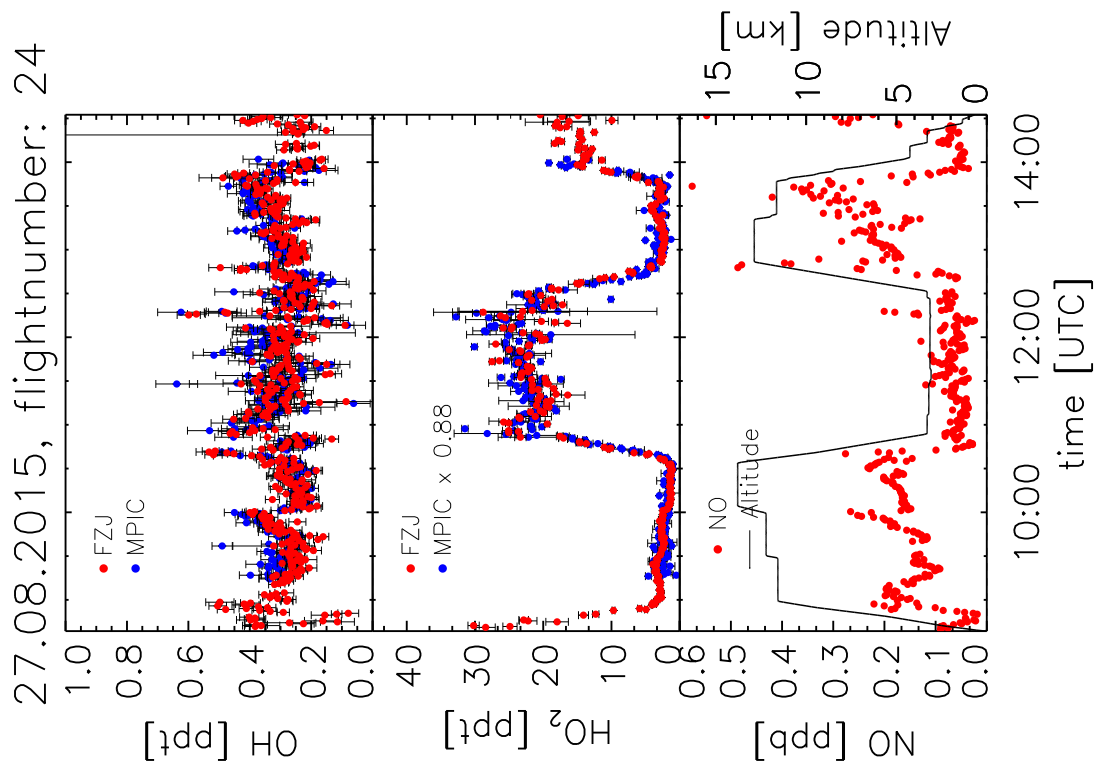 27.08.2015, flightnumber: 24
OH [ppt]
1.0
0.8
0.6
0.4
0.2
0.0
FZJ
MPIC
HO2 [ppt]
40
30
20
10
0
FZJ
MPIC x 0.88
NO [ppb]
0.6
0.5
0.4
0.3
0.2
0.1
0.0
NO
Altitude
Altitude [km]
15
10
5
0
10:00 12:00 14:00
time [UTC]